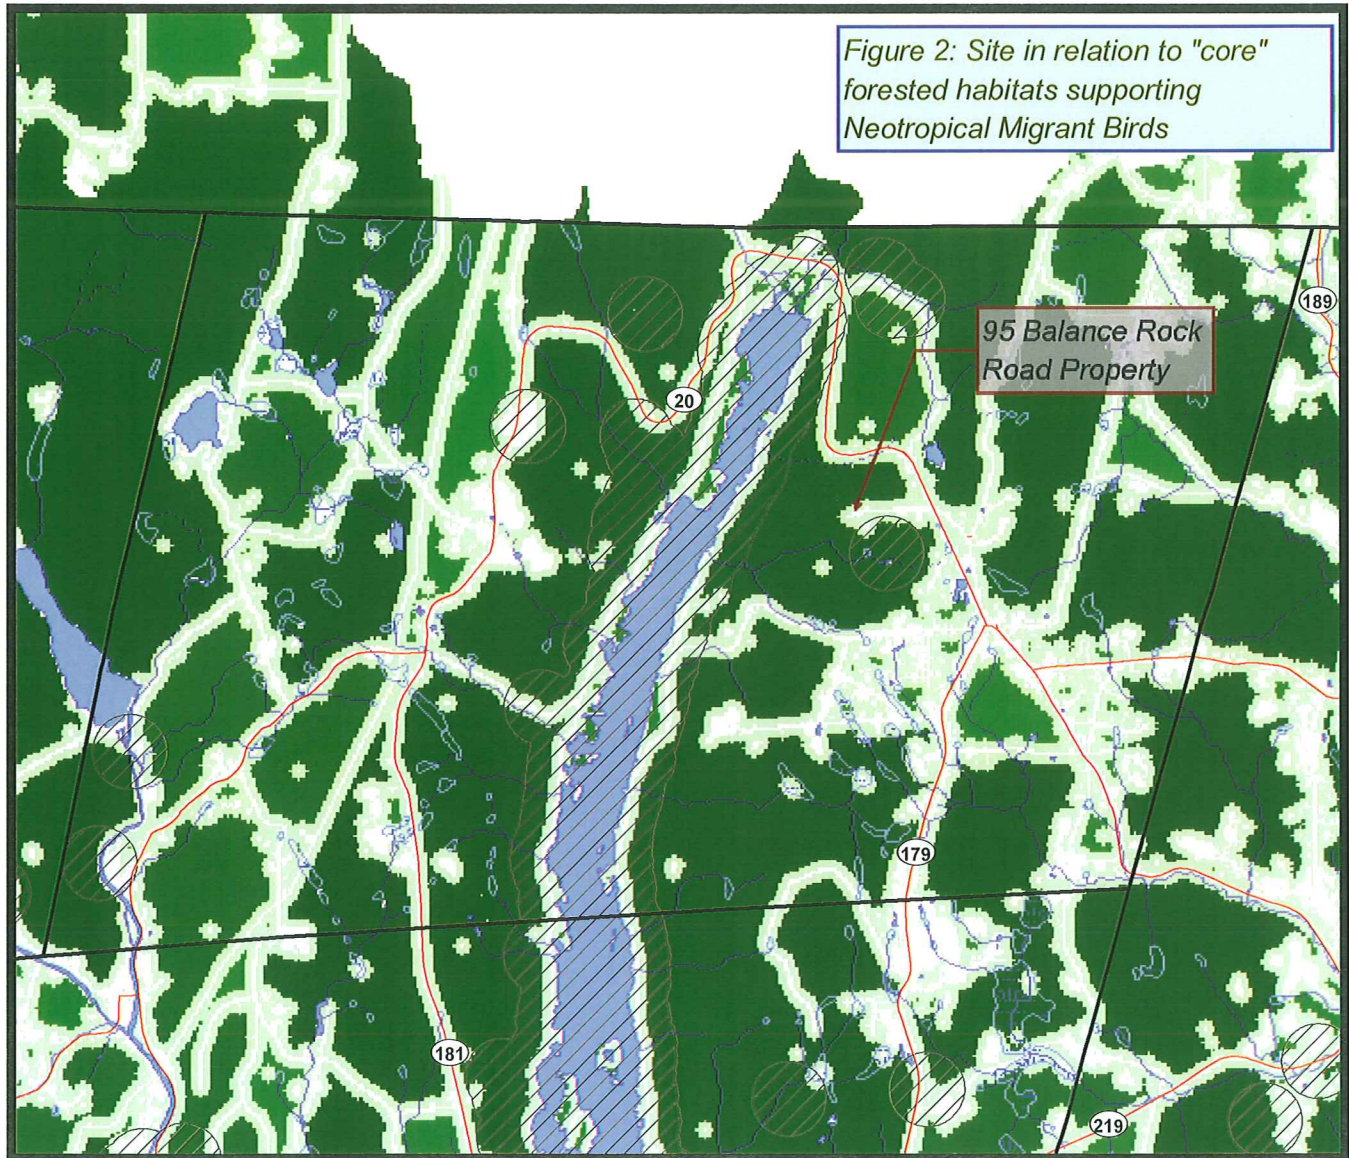 Figure 2: Site in relation to "core"
forested habitats supporting
Neotropical Migrant Birds
189
95 Balance Rock
Road Property
20
179
181
219